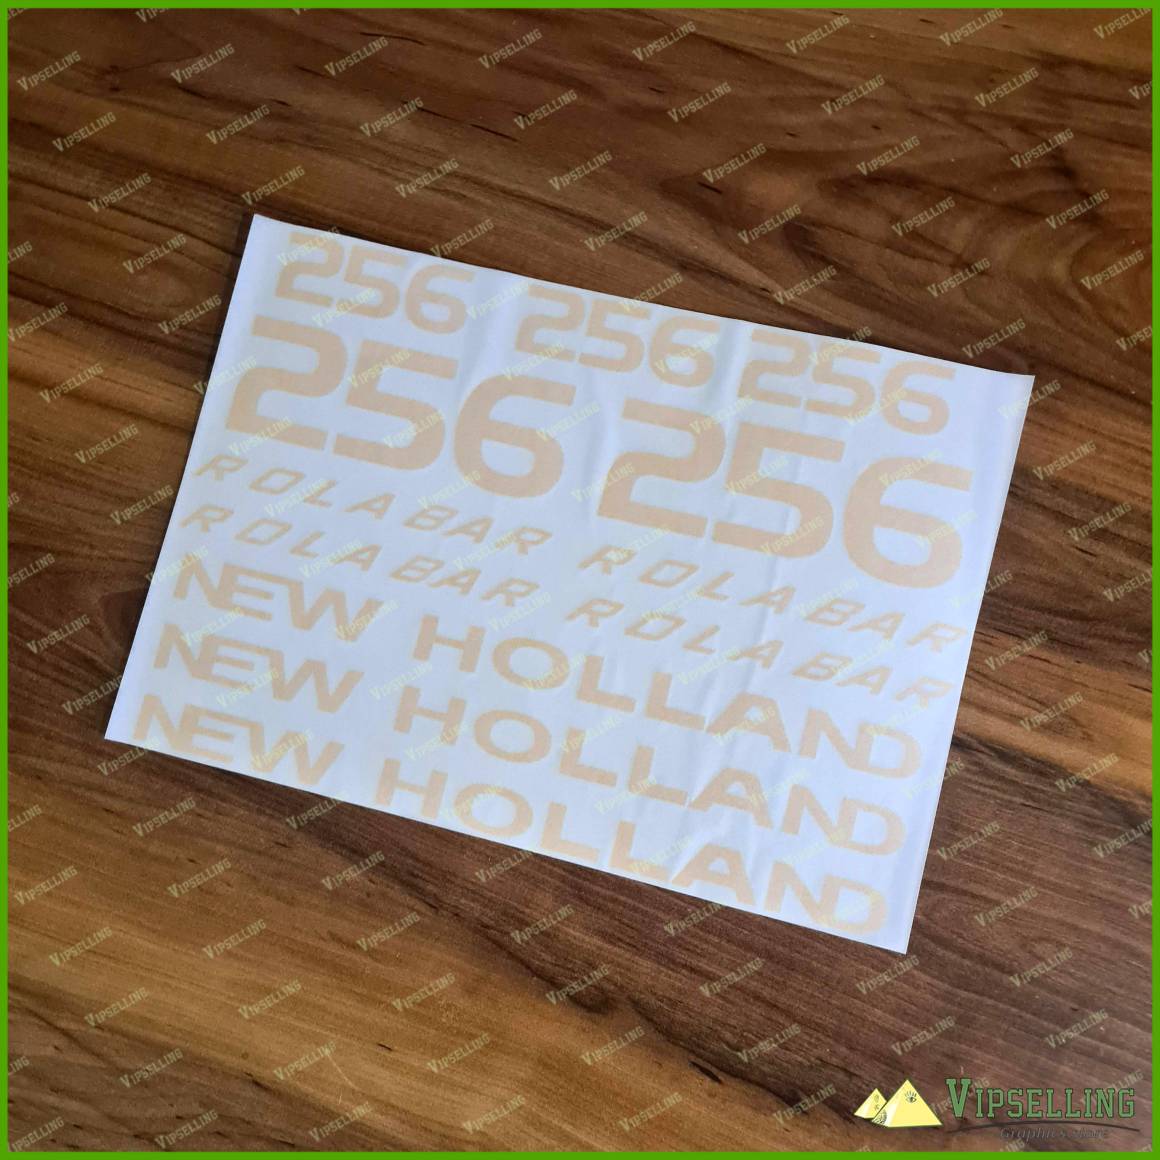 256 256 256
256 256
ROLABAR ROLABAR
ROLABAR ROLABAR
NEW HOLLAND
NEW HOLLAND
NEW HOLLAND
VIPSELLING
Graphics store